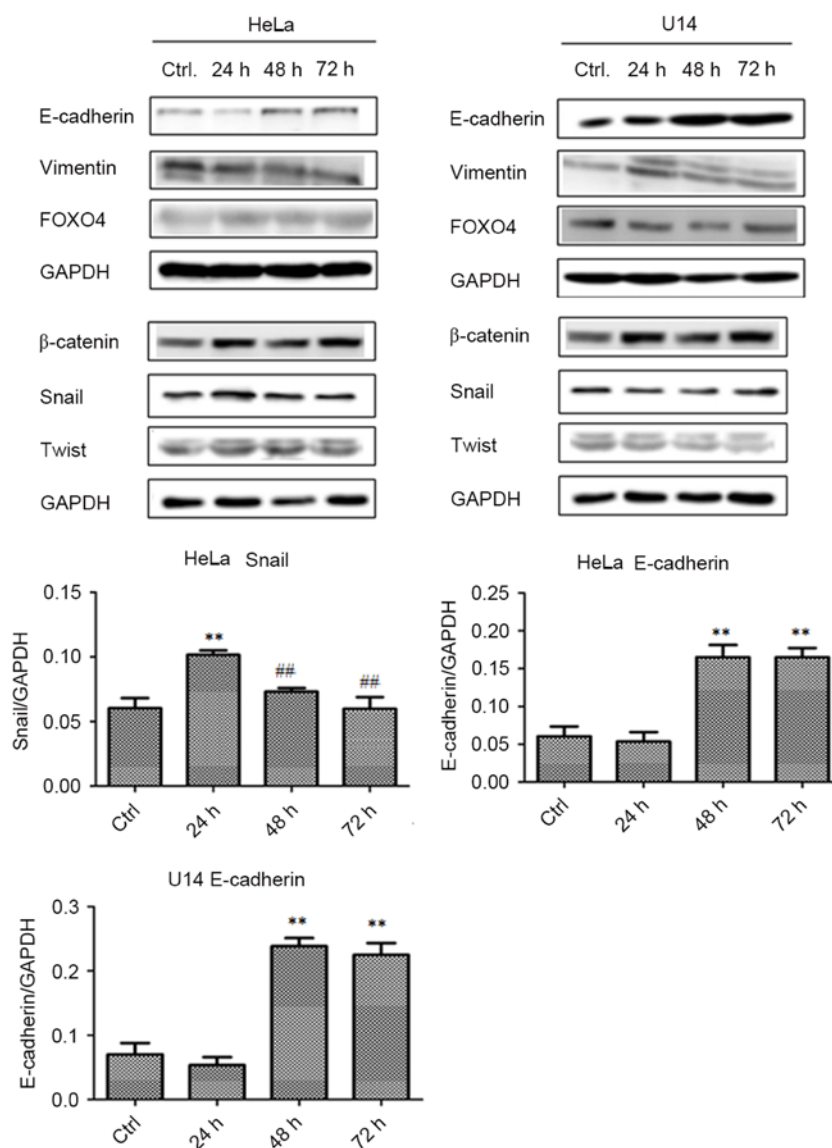 HeLa
Ctrl. 24 h 48 h 72 h
E-cadherin
Vimentin
FOXO4
GAPDH
β-catenin
Snail
Twist
GAPDH
U14
Ctrl. 24 h 48 h 72 h
E-cadherin
Vimentin
FOXO4
GAPDH
β-catenin
Snail
Twist
GAPDH
HeLa Snail
Snail/GAPDH
0.15
0.10
0.05
0.00
**
##
##
Ctrl
24 h
48 h
72 h
HeLa E-cadherin
E-cadherin/GAPDH
0.25
0.20
0.15
0.10
0.05
0.00
**
**
Ctrl
24 h
48 h
72 h
U14 E-cadherin
E-cadherin/GAPDH
0.3
0.2
0.1
0.0
**
**
Ctrl
24 h
48 h
72 h